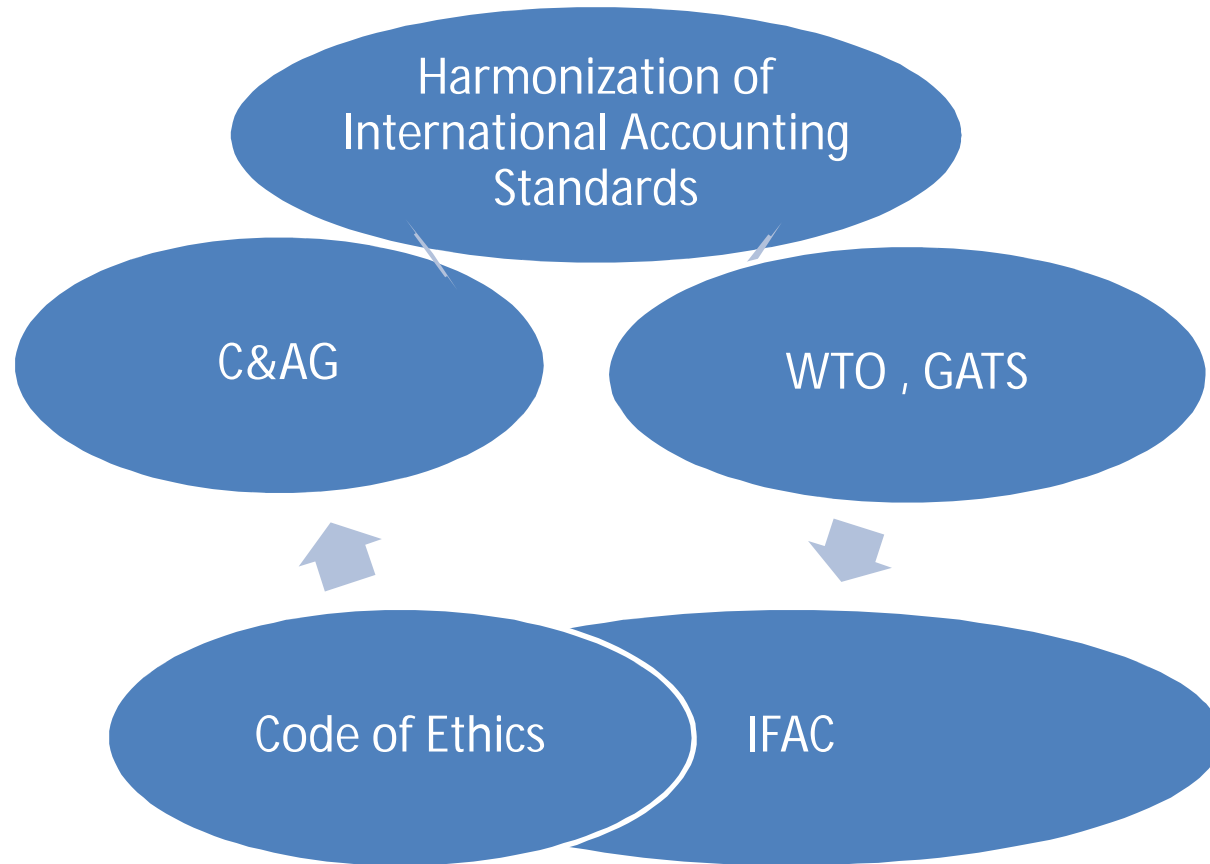 Harmonization of
International Accounting
Standards
C&AG
WTO , GATS
Code of Ethics
IFAC